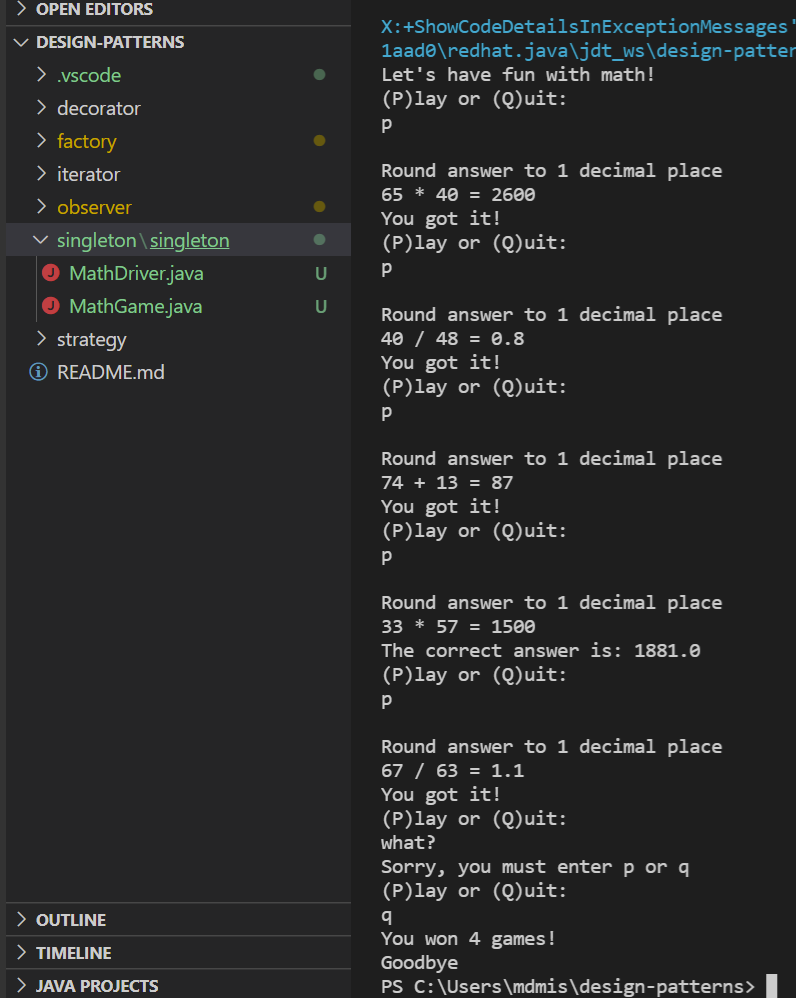 OPEN EDITORS
DESIGN-PATTERNS
.vscode
decorator
factory
iterator
observer
singleton\singleton
MathDriver.java U
MathGame.java U
strategy
README.md
OUTLINE
TIMELINE
JAVA PROJECTS
X:+ShowCodeDetailsInExceptionMessages'
1aad0\redhat.java\jdt_ws\design-patter
Let's have fun with math!
(P)lay or (Q)uit:
p
Round answer to 1 decimal place
65 * 40 = 2600
You got it!
(P)lay or (Q)uit:
p
Round answer to 1 decimal place
40 / 48 = 0.8
You got it!
(P)lay or (Q)uit:
p
Round answer to 1 decimal place
74 + 13 = 87
You got it!
(P)lay or (Q)uit:
p
Round answer to 1 decimal place
33 * 57 = 1500
The correct answer is: 1881.0
(P)lay or (Q)uit:
p
Round answer to 1 decimal place
67 / 63 = 1.1
You got it!
(P)lay or (Q)uit:
what?
Sorry, you must enter p or q
(P)lay or (Q)uit:
q
You won 4 games!
Goodbye
PS C:\Users\mdmis\design-patterns>